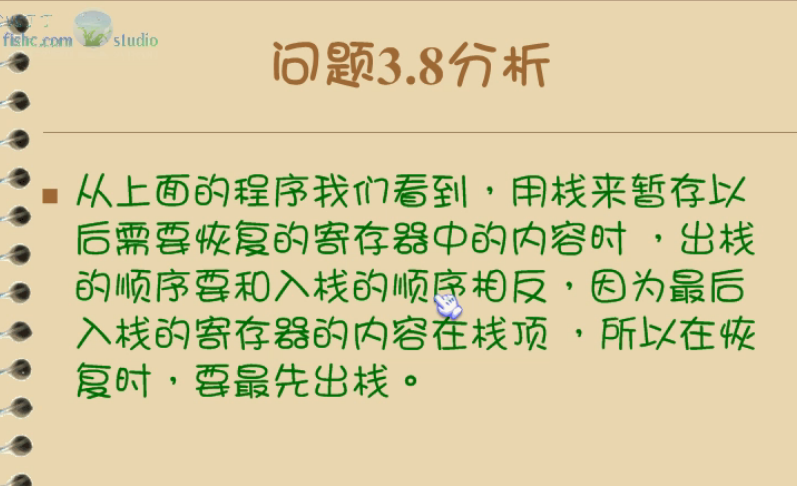 fishc.com studio
问题3.8分析
从上面的程序我们看到，用栈来暂存以
后需要恢复的寄存器中的内容时 ，出栈
的顺序要和入栈的顺序相反，因为最后
入栈的寄存器的内容在栈顶 ，所以在恢
复时，要最先出栈。